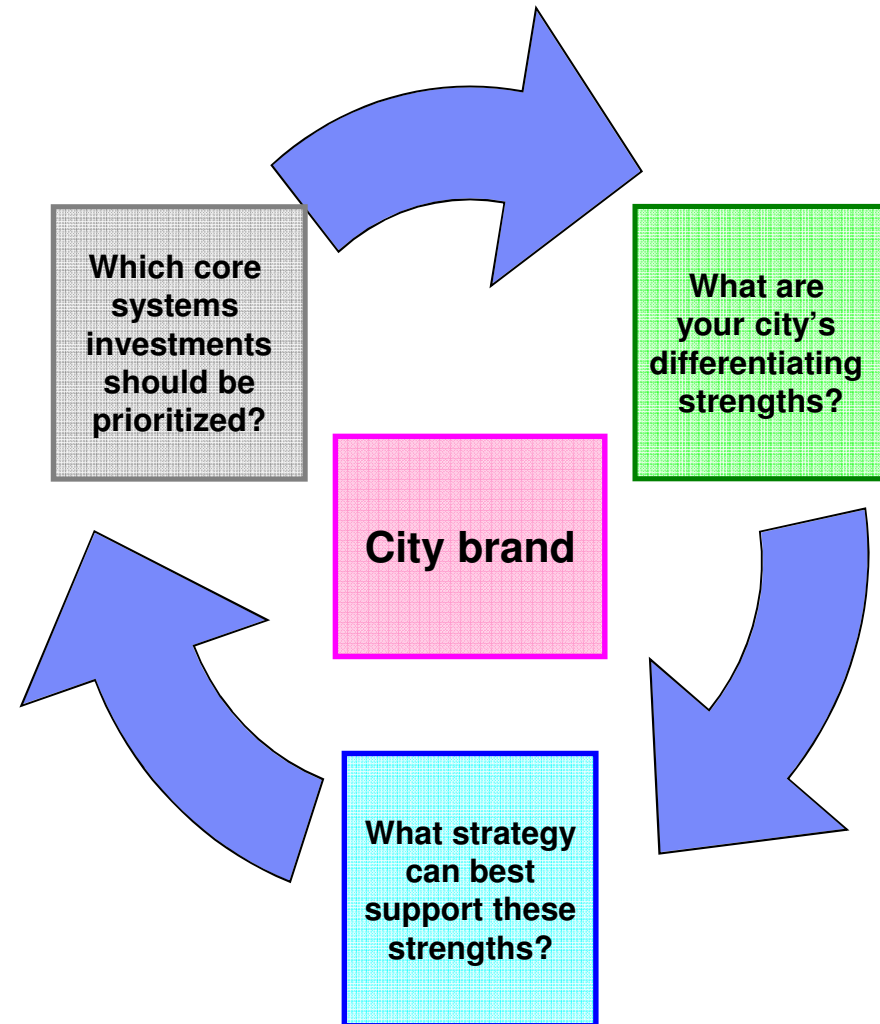 Which core
systems
investments
should be
prioritized?
What are
your city’s
differentiating
strengths?
City brand
What strategy
can best
support these
strengths?